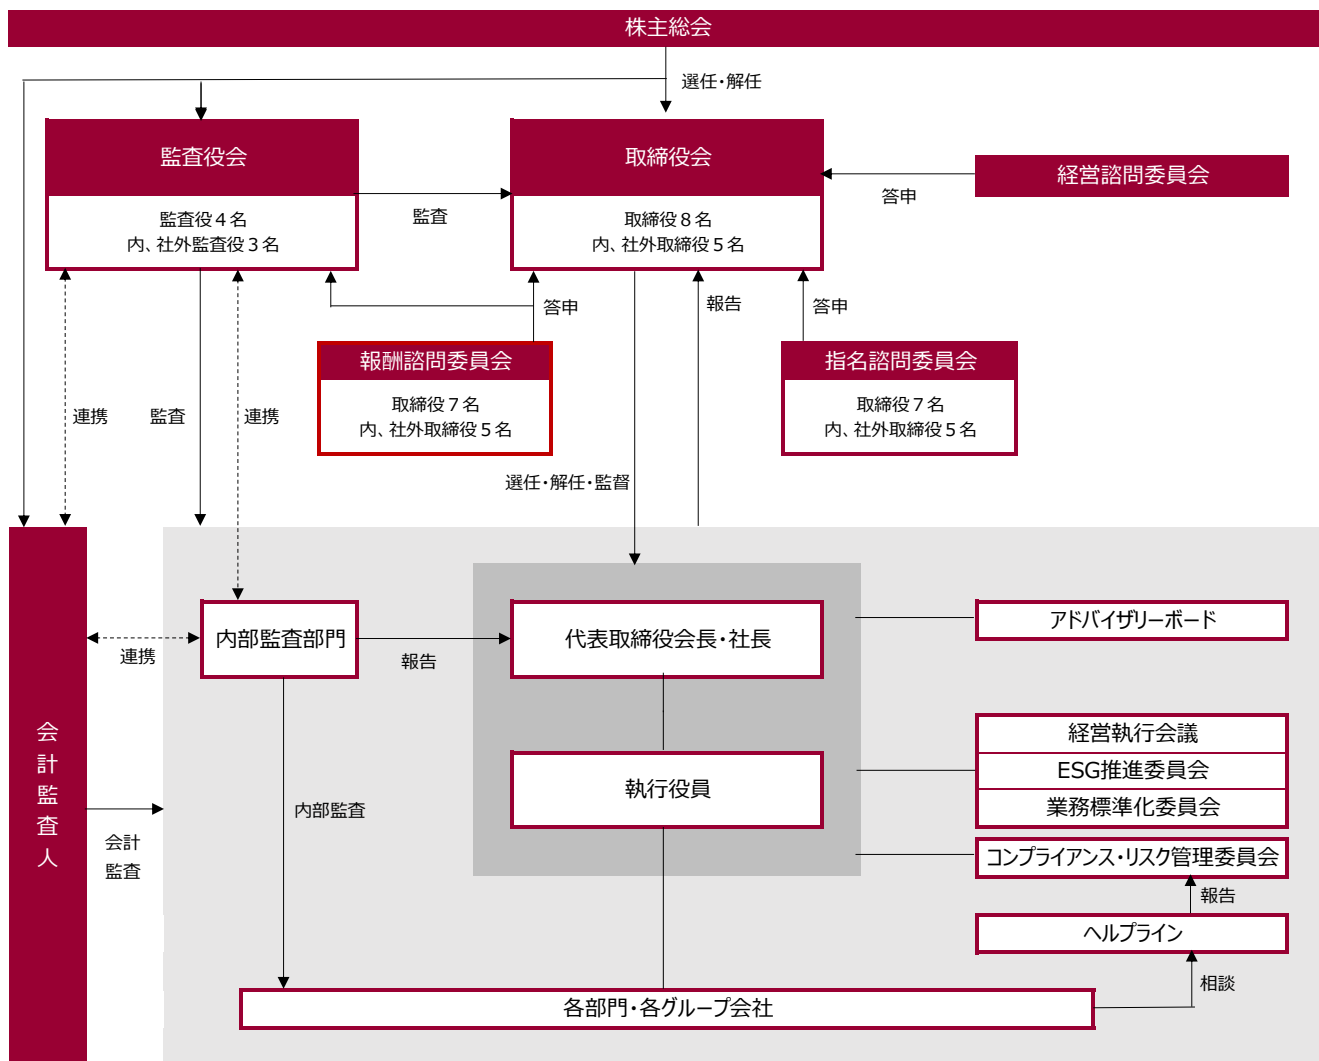 株主総会
選任・解任
監査役会
監査役４名
内、社外監査役３名
監査
取締役会
取締役８名
内、社外取締役５名
答申
経営諮問委員会
答申
報告
答申
報酬諮問委員会
取締役７名
内、社外取締役５名
指名諮問委員会
取締役７名
内、社外取締役５名
連携
監査
連携
選任・解任・監督
会計監査人
連携
内部監査部門
報告
代表取締役会長・社長
アドバイザリーボード
執行役員
経営執行会議
ESG推進委員会
業務標準化委員会
コンプライアンス・リスク管理委員会
会計
監査
内部監査
報告
ヘルプライン
相談
各部門・各グループ会社